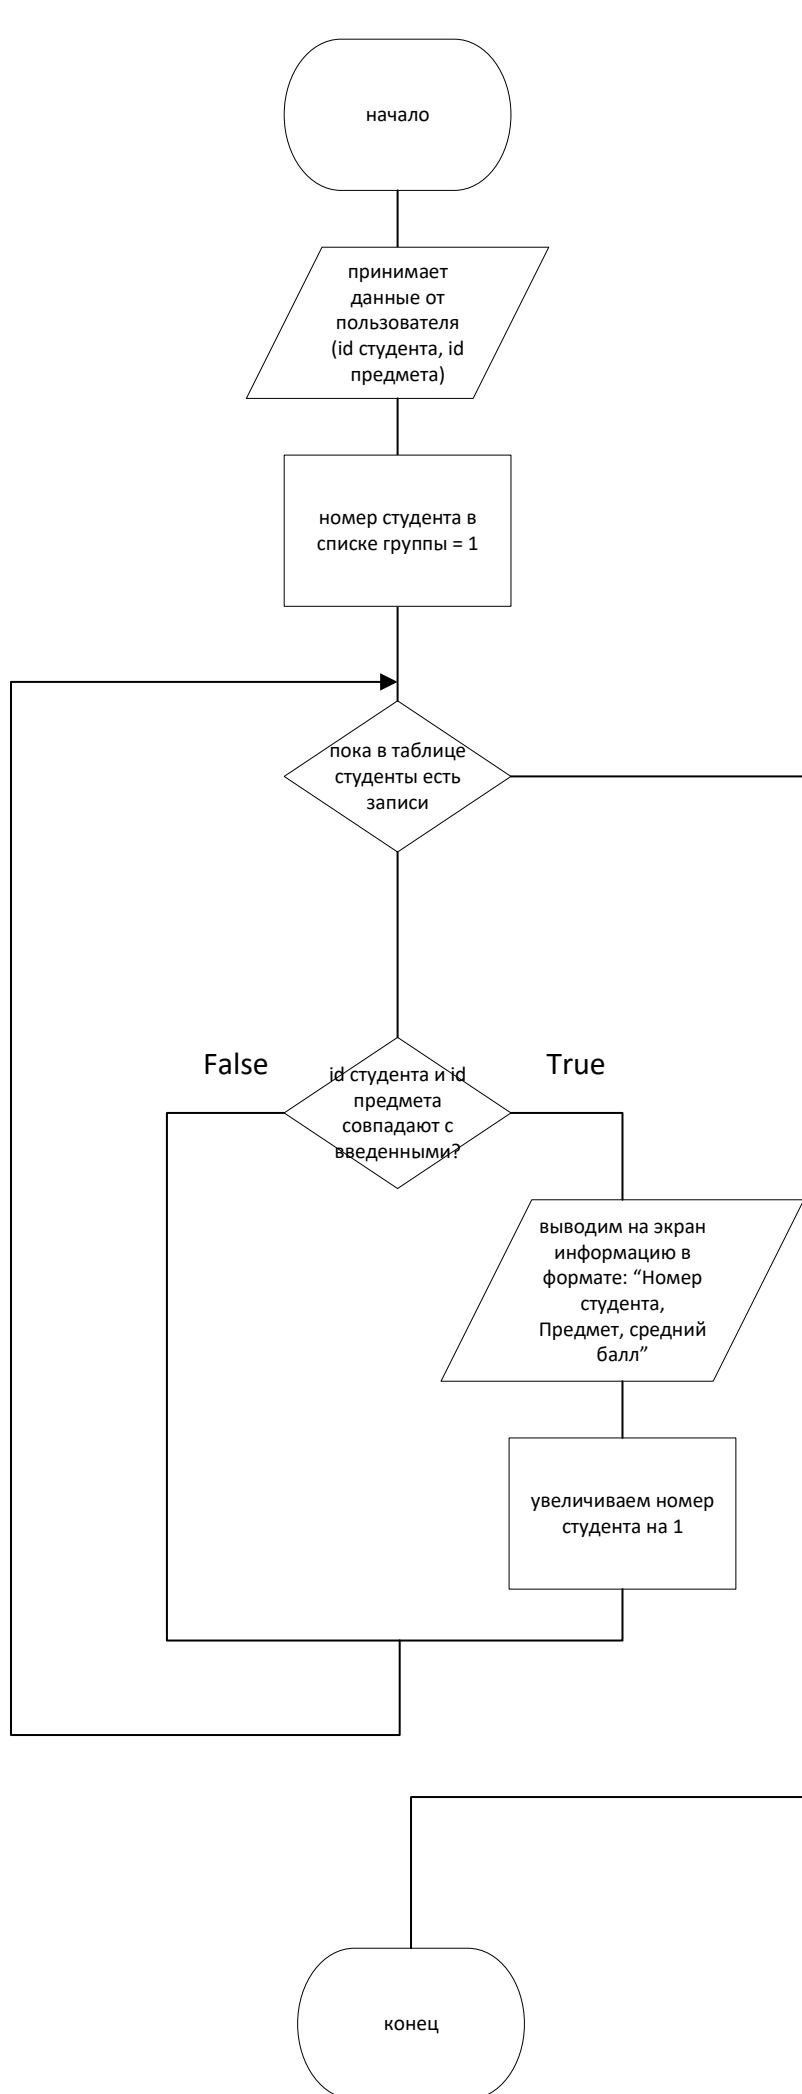 начало
принимает
данные от
пользователя
(id студента, id
предмета)
номер студента в
списке группы = 1
пока в таблице
студенты есть
записи
False
True
id студента и id
предмета
совпадают с
введенными?
выводим на экран
информацию в
формате: “Номер
студента,
Предмет, средний
балл”
увеличиваем номер
студента на 1
конец